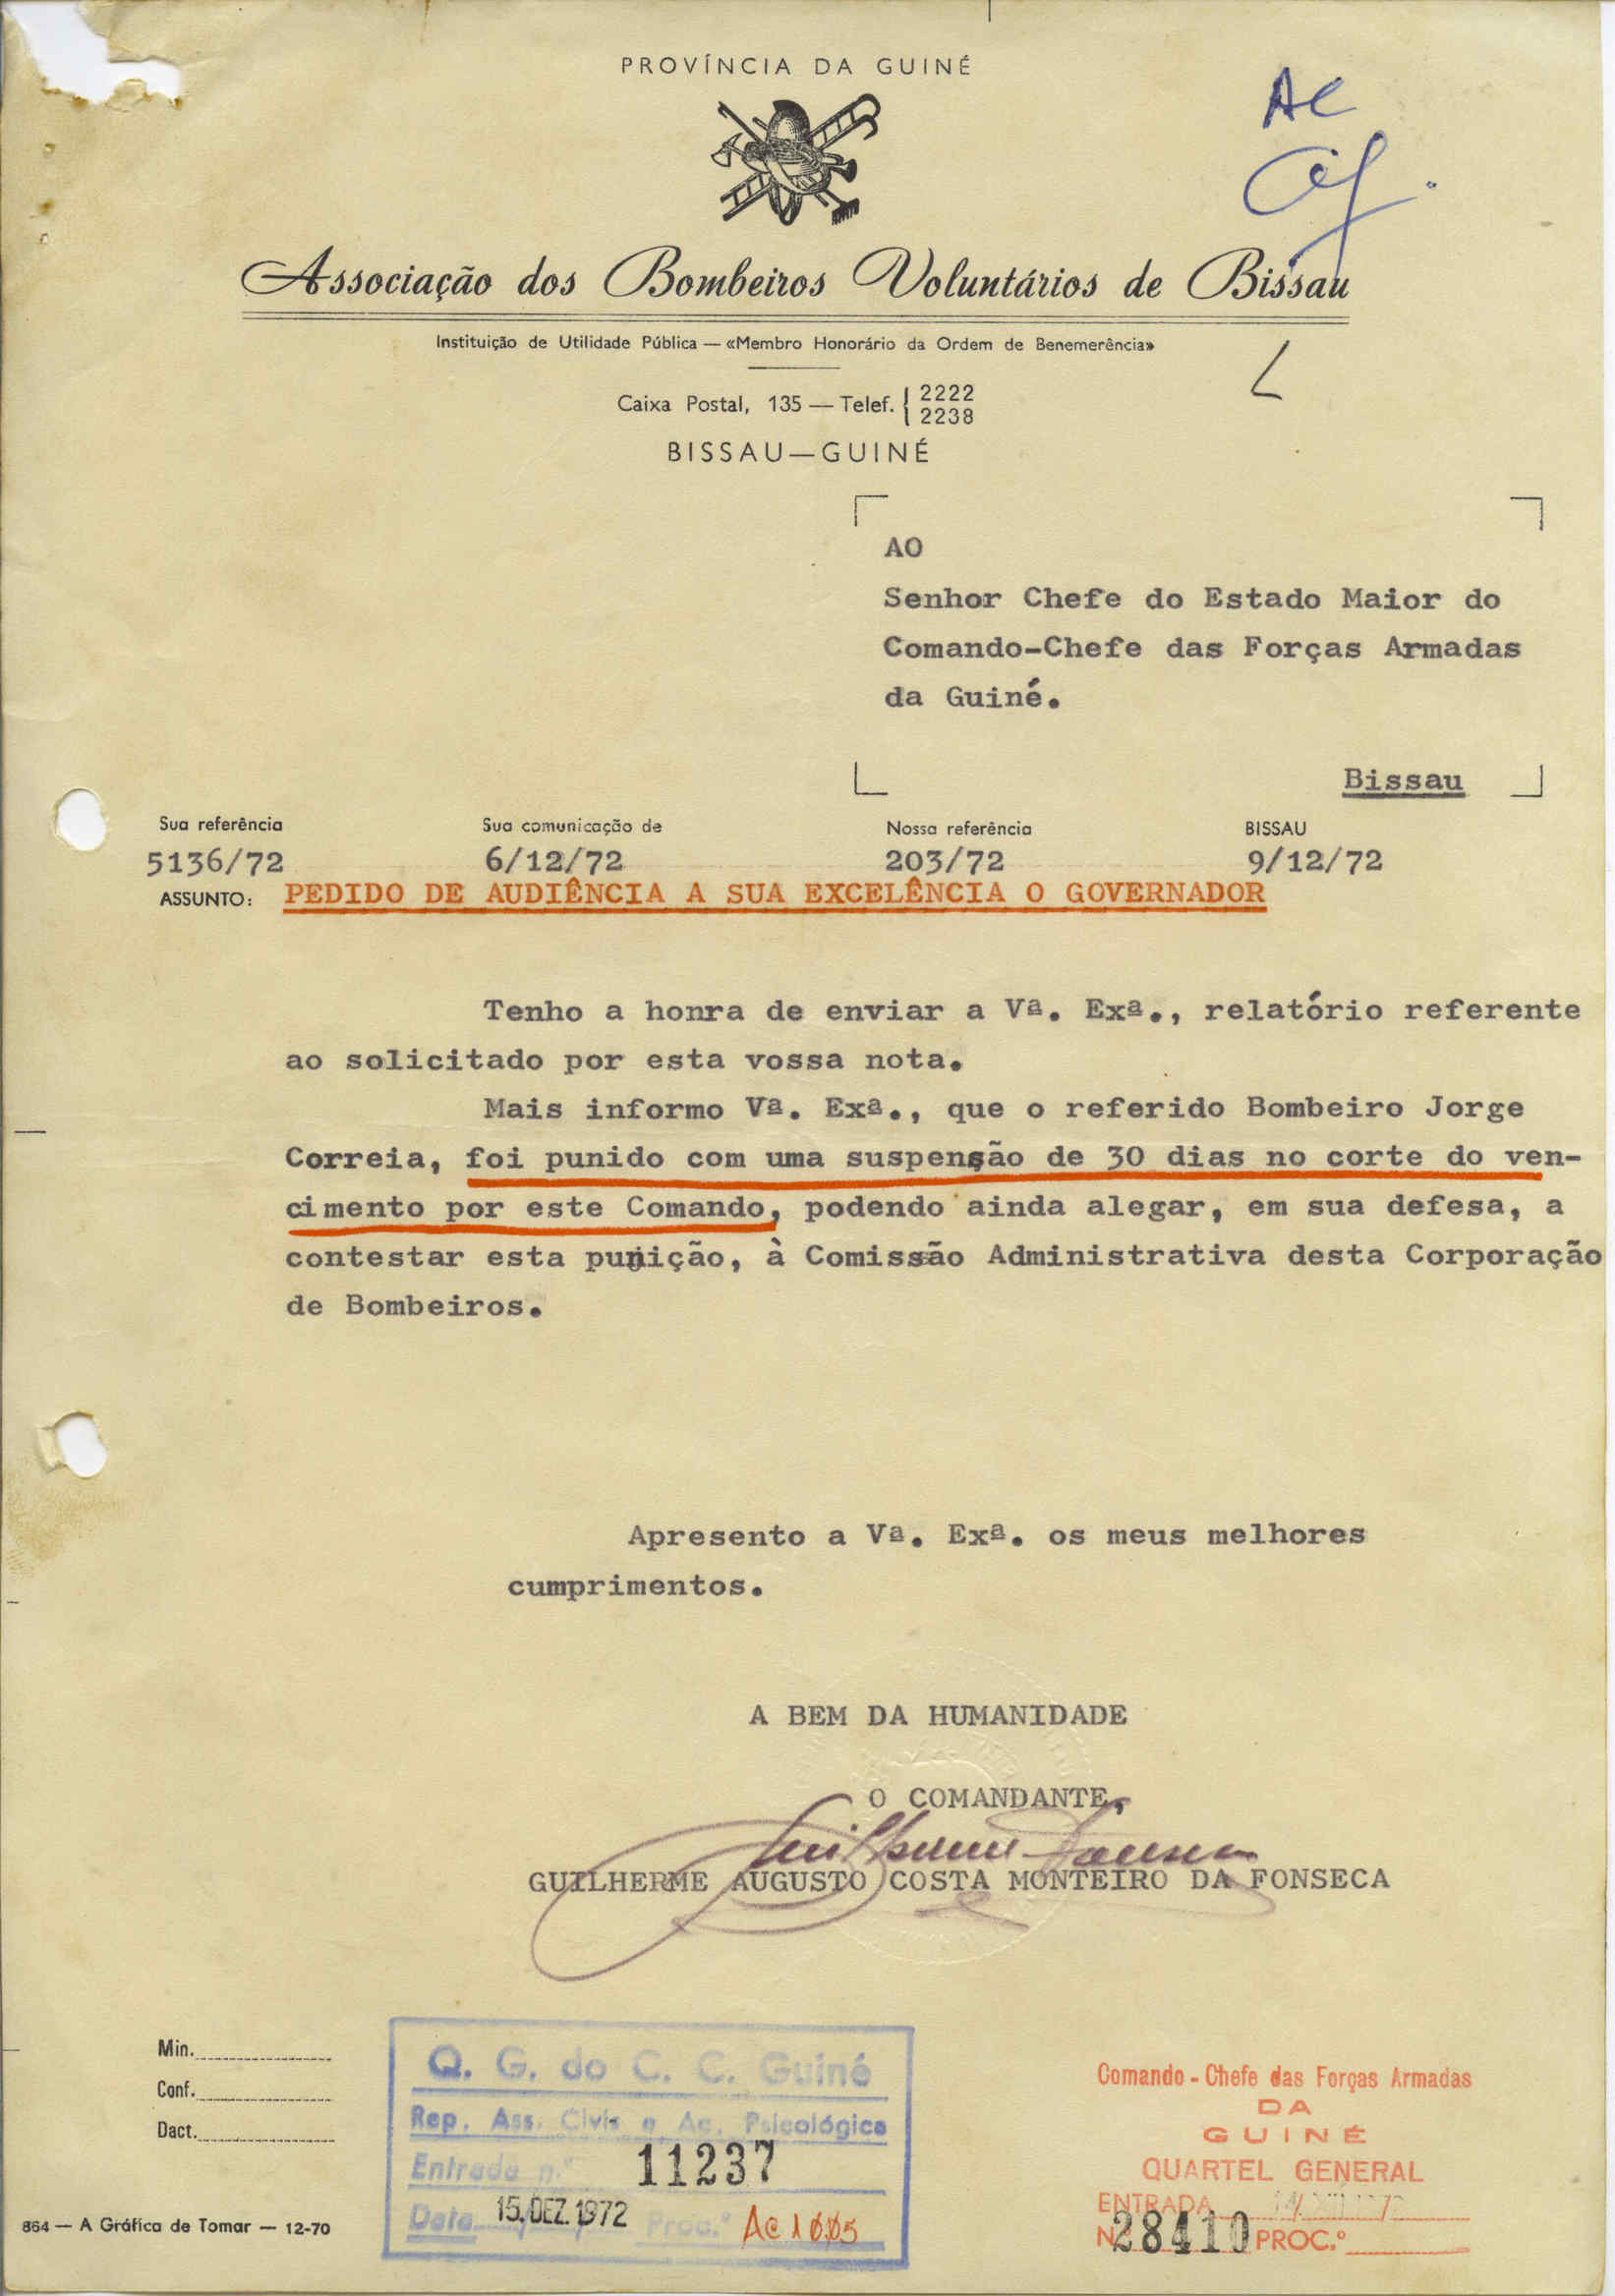 PROVÍNCIA DA GUINÉ
Ac
Associação dos Bombeiros Voluntários de Bissau
Instituição de Utilidade Pública — «Membro Honorário da Ordem de Benemerência»
Caixa Postal, 135 — Telef. { 2222
2238
BISSAU — GUINÉ
AO
Senhor Chefe do Estado Maior do
Comando-Chefe das Forças Armadas
da Guiné.
Bissau
Sua referência Sua comunicação de Nossa referência BISSAU
5136/72 6/12/72 203/72 9/12/72
ASSUNTO: PEDIDO DE AUDIÊNCIA A SUA EXCELÊNCIA O GOVERNADOR
Tenho a honra de enviar a Vª. Exª., relatório referente
ao solicitado por esta vossa nota.
Mais informo Vª. Exª., que o referido Bombeiro Jorge
Correia, foi punido com uma suspensão de 30 dias no corte do ven-
cimento por este Comando, podendo ainda alegar, em sua defesa, a
contestar esta punição, à Comissão Administrativa desta Corporação
de Bombeiros.
Apresento a Vª. Exª. os meus melhores
cumprimentos.
A BEM DA HUMANIDADE
O COMANDANTE,
GUILHERME AUGUSTO COSTA MONTEIRO DA FONSECA
Min.
Conf.
Dact.
864 — A Gráfica de Tomar — 12-70
Q. G. do C. C. Guiné
Rep. Ass. Civis e Ac. Psicológica
Entrada n.º 11237
Data 15.DEZ.1972 Proc.º Ac
Comando-Chefe das Forças Armadas
DA
GUINÉ
QUARTEL GENERAL
ENTRADA
N.º 28410 PROC.º